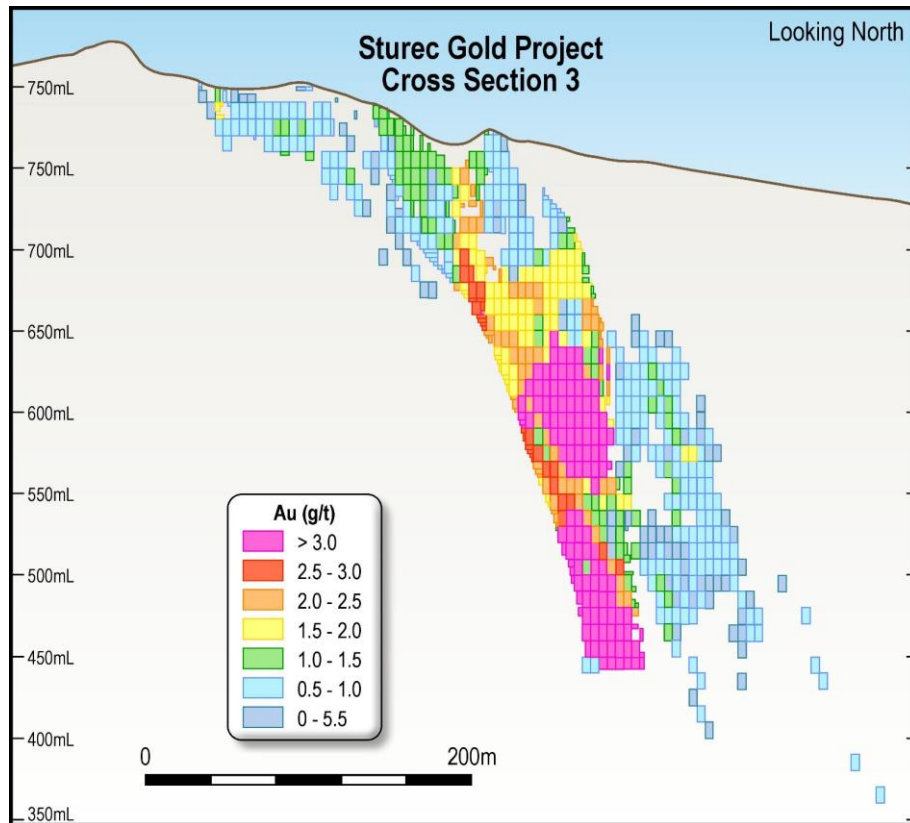 Looking North
Sturec Gold Project
Cross Section 3
750mL
750mL
700mL
650mL
600mL
550mL
500mL
450mL
400mL
350mL
Au (g/t)
> 3.0
2.5 - 3.0
2.0 - 2.5
1.5 - 2.0
1.0 - 1.5
0.5 - 1.0
0 - 5.5
0 200m